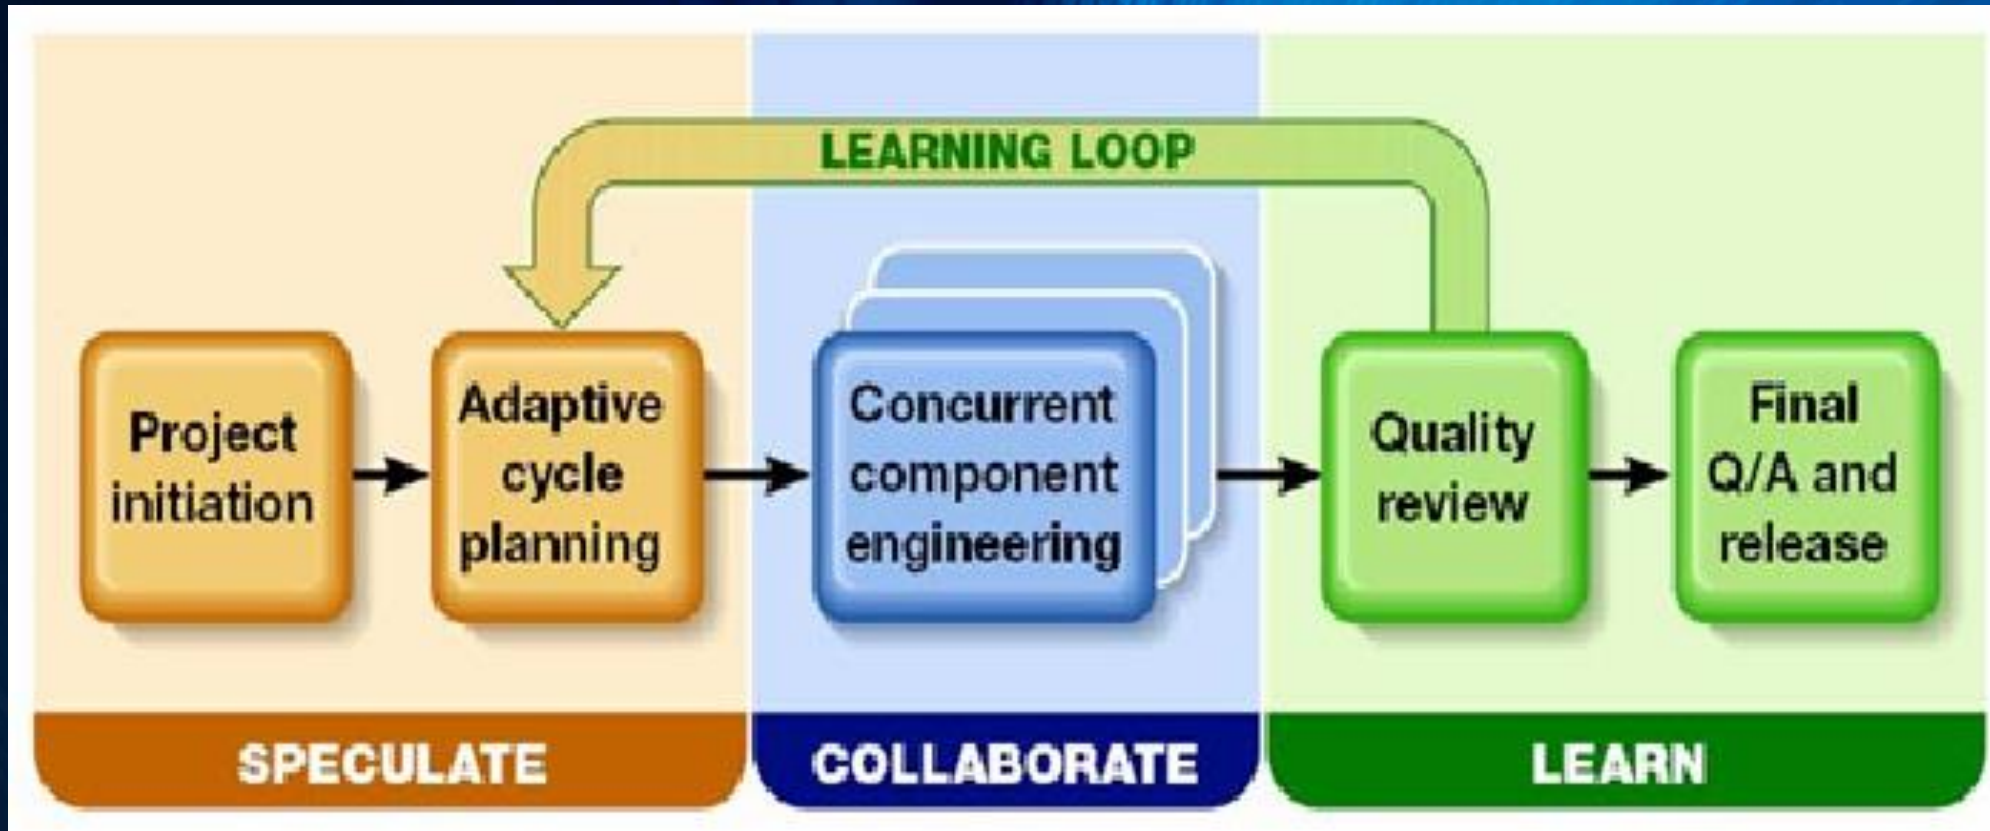 LEARNING LOOP
Project
initiation
Adaptive
cycle
planning
Concurrent
component
engineering
Quality
review
Final
Q/A and
release
SPECULATE
COLLABORATE
LEARN